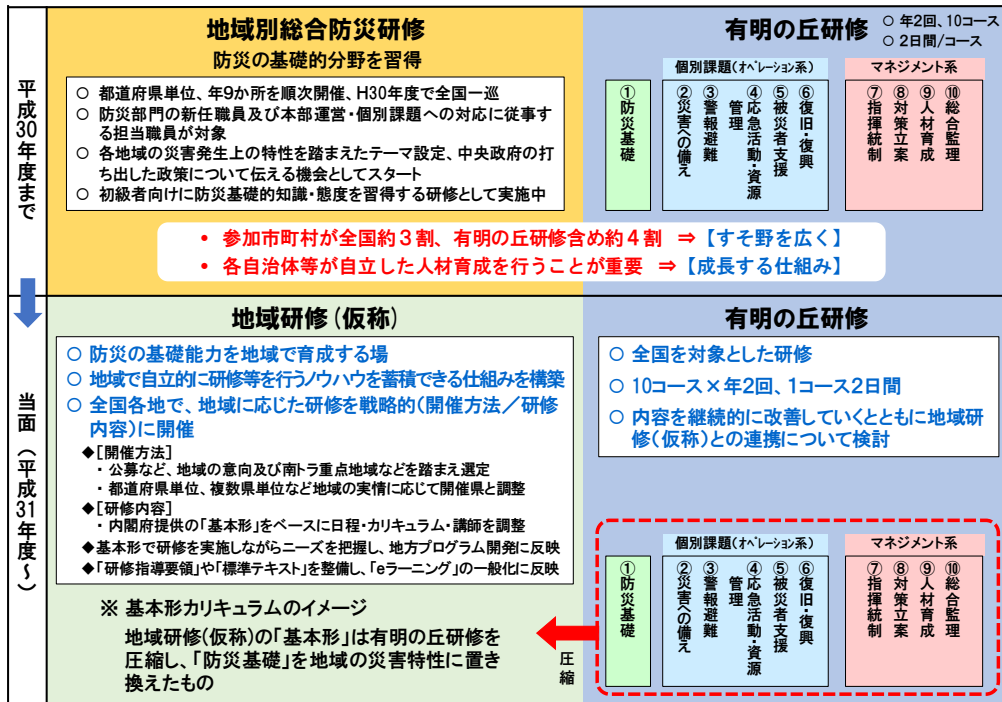 平成30年度まで
地域別総合防災研修
防災の基礎的分野を習得
○ 都道府県単位、年9か所を順次開催、H30年度で全国一巡
○ 防災部門の新任職員及び本部運営・個別課題への対応に従事す
る担当職員が対象
○ 各地域の災害発生上の特性を踏まえたテーマ設定、中央政府の打
ち出した政策について伝える機会としてスタート
○ 初級者向けに防災基礎的知識・態度を習得する研修として実施中
有明の丘研修
○ 年2回、10コース
○ 2日間/コース
①防災基礎
個別課題(オペレーション系)
②災害への備え
③警報避難
④応急活動・資源
管理
⑤被災者支援
⑥復旧・復興
マネジメント系
⑦指揮統制
⑧対策立案
⑨人材育成
⑩総合監理
• 参加市町村が全国約3割、有明の丘研修含め約4割 ⇒【すそ野を広く】
• 各自治体等が自立した人材育成を行うことが重要 ⇒【成長する仕組み】
当面(平成31年度~)
地域研修(仮称)
○ 防災の基礎能力を地域で育成する場
○ 地域で自立的に研修等を行うノウハウを蓄積できる仕組みを構築
○ 全国各地で、地域に応じた研修を戦略的(開催方法/研修
内容)に開催
◆[開催方法]
・ 公募など、地域の意向及び南トラ重点地域などを踏まえ選定
・ 都道府県単位、複数県単位など地域の実情に応じて開催県と調整
◆[研修内容]
・ 内閣府提供の「基本形」をベースに日程・カリキュラム・講師を調整
◆基本形で研修を実施しながらニーズを把握し、地方プログラム開発に反映
◆「研修指導要領」や「標準テキスト」を整備し、「eラーニング」の一般化に反映
※ 基本形カリキュラムのイメージ
地域研修(仮称)の「基本形」は有明の丘研修を
圧縮し、「防災基礎」を地域の災害特性に置き
換えたもの
圧縮
有明の丘研修
○ 全国を対象とした研修
○ 10コース×年2回、1コース2日間
○ 内容を継続的に改善していくとともに地域研
修(仮称)との連携について検討
①防災基礎
個別課題(オペレーション系)
②災害への備え
③警報避難
④応急活動・資源
管理
⑤被災者支援
⑥復旧・復興
マネジメント系
⑦指揮統制
⑧対策立案
⑨人材育成
⑩総合監理